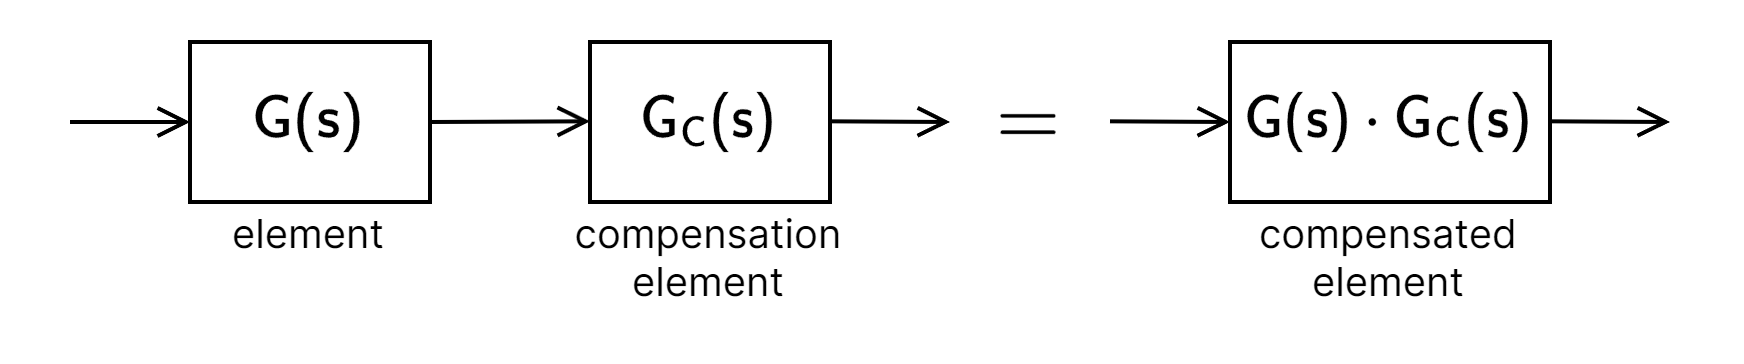 G(s)
element
G_C(s)
compensation
element
=
G(s) · G_C(s)
compensated
element